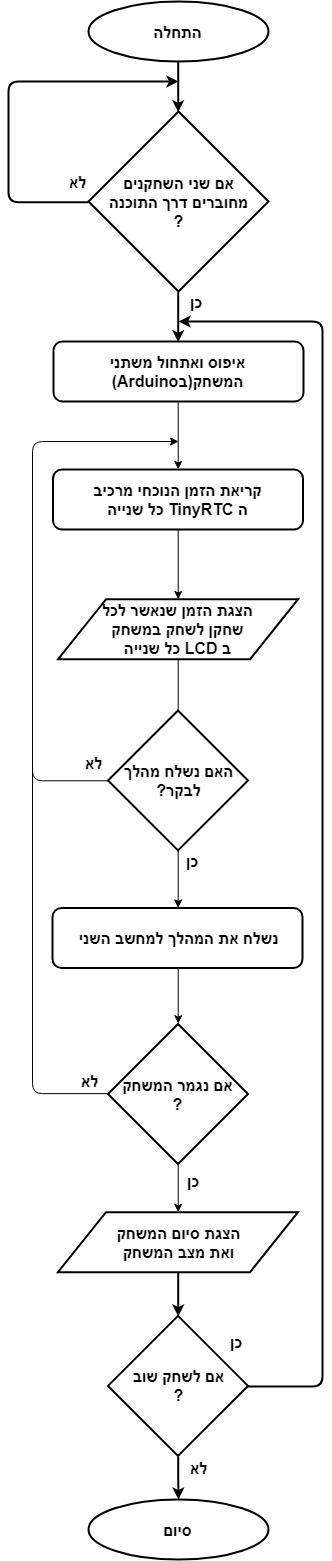 התחלה
אם שני השחקנים
מחוברים דרך התוכנה
?
לא
כן
איפוס ואתחול משתני
המשחק(בArduino)
קריאת הזמן הנוכחי מרכיב
ה TinyRTC כל שנייה
הצגת הזמן שנאשר לכל
שחקן לשחק במשחק
ב LCD כל שנייה
האם נשלח מהלך
לבקר?
לא
כן
נשלח את המהלך למחשב השני
אם נגמר המשחק
?
לא
כן
הצגת סיום המשחק
ואת מצב המשחק
אם לשחק שוב
?
כן
לא
סיום